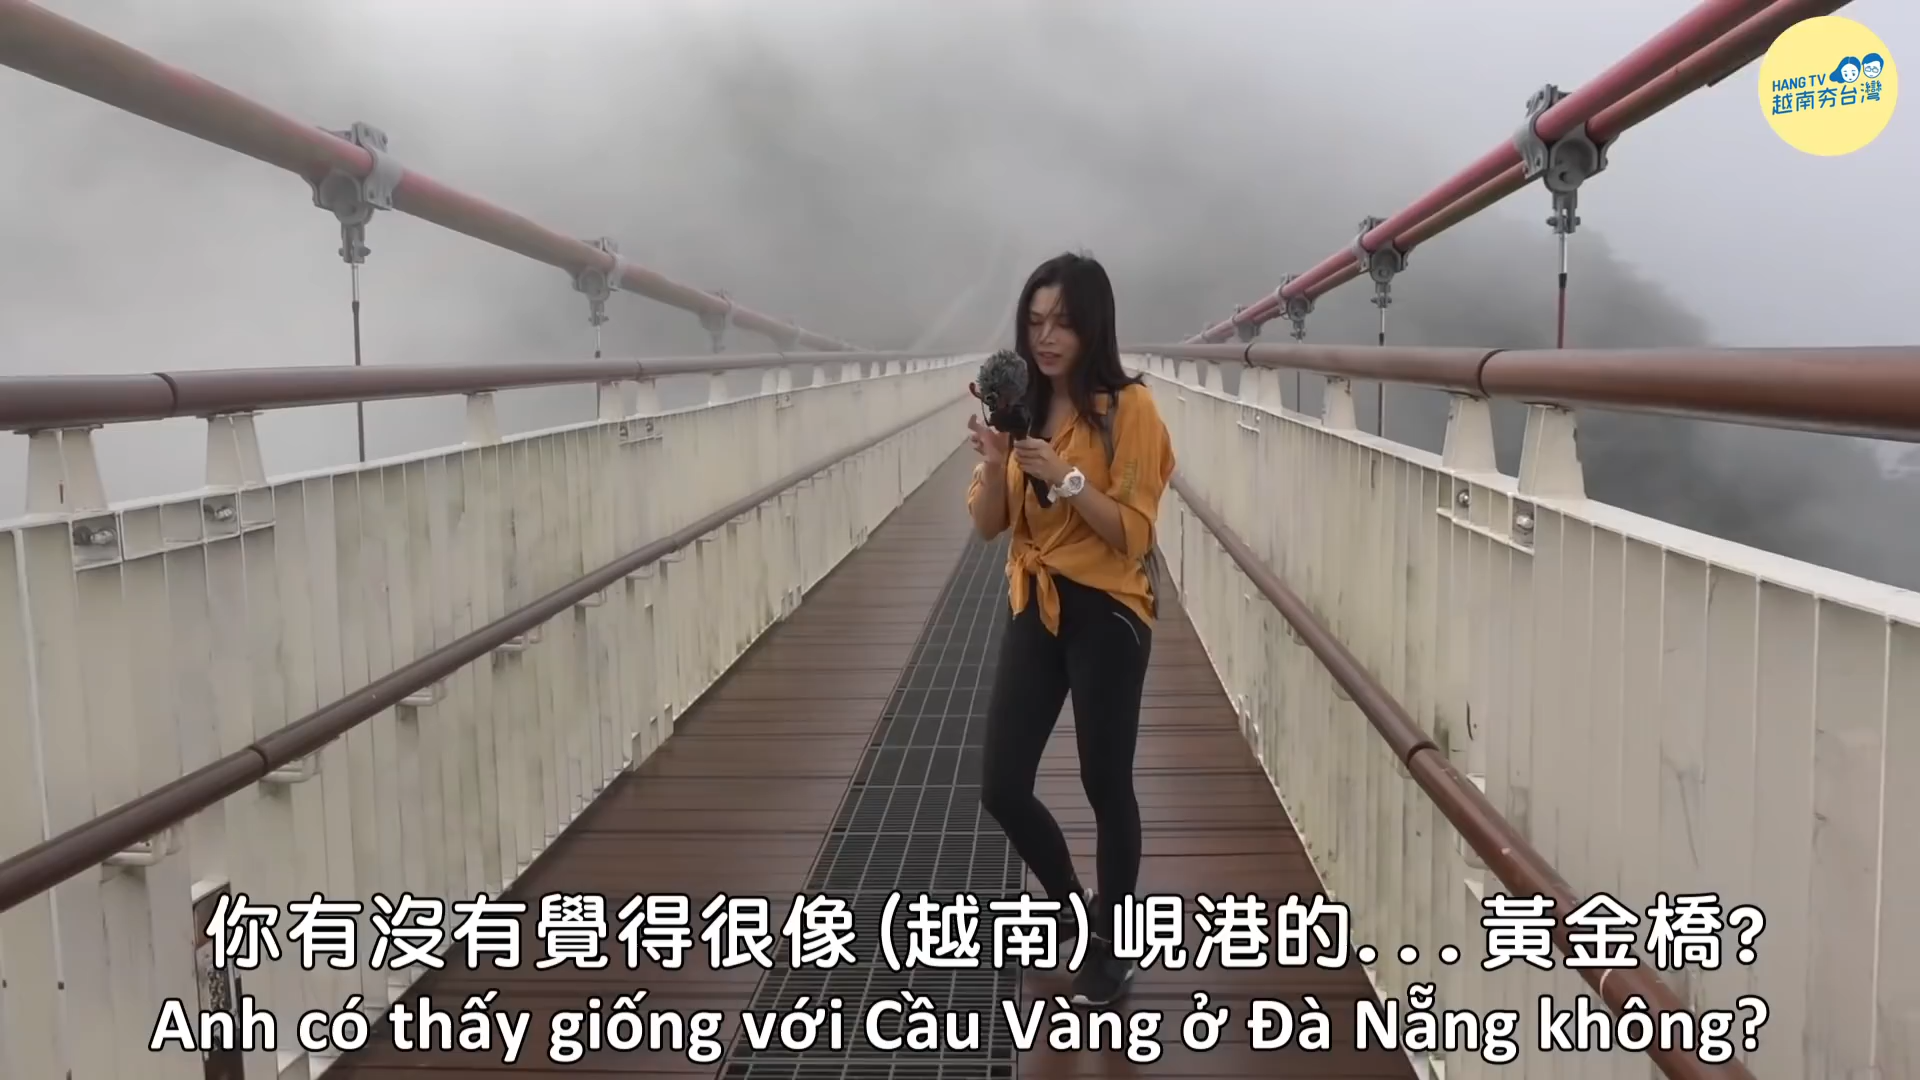 HANG TV
越南夯台灣
你有沒有覺得很像 (越南) 峴港的... 黃金橋?
Anh có thấy giống với Cầu Vàng ở Đà Nẵng không?